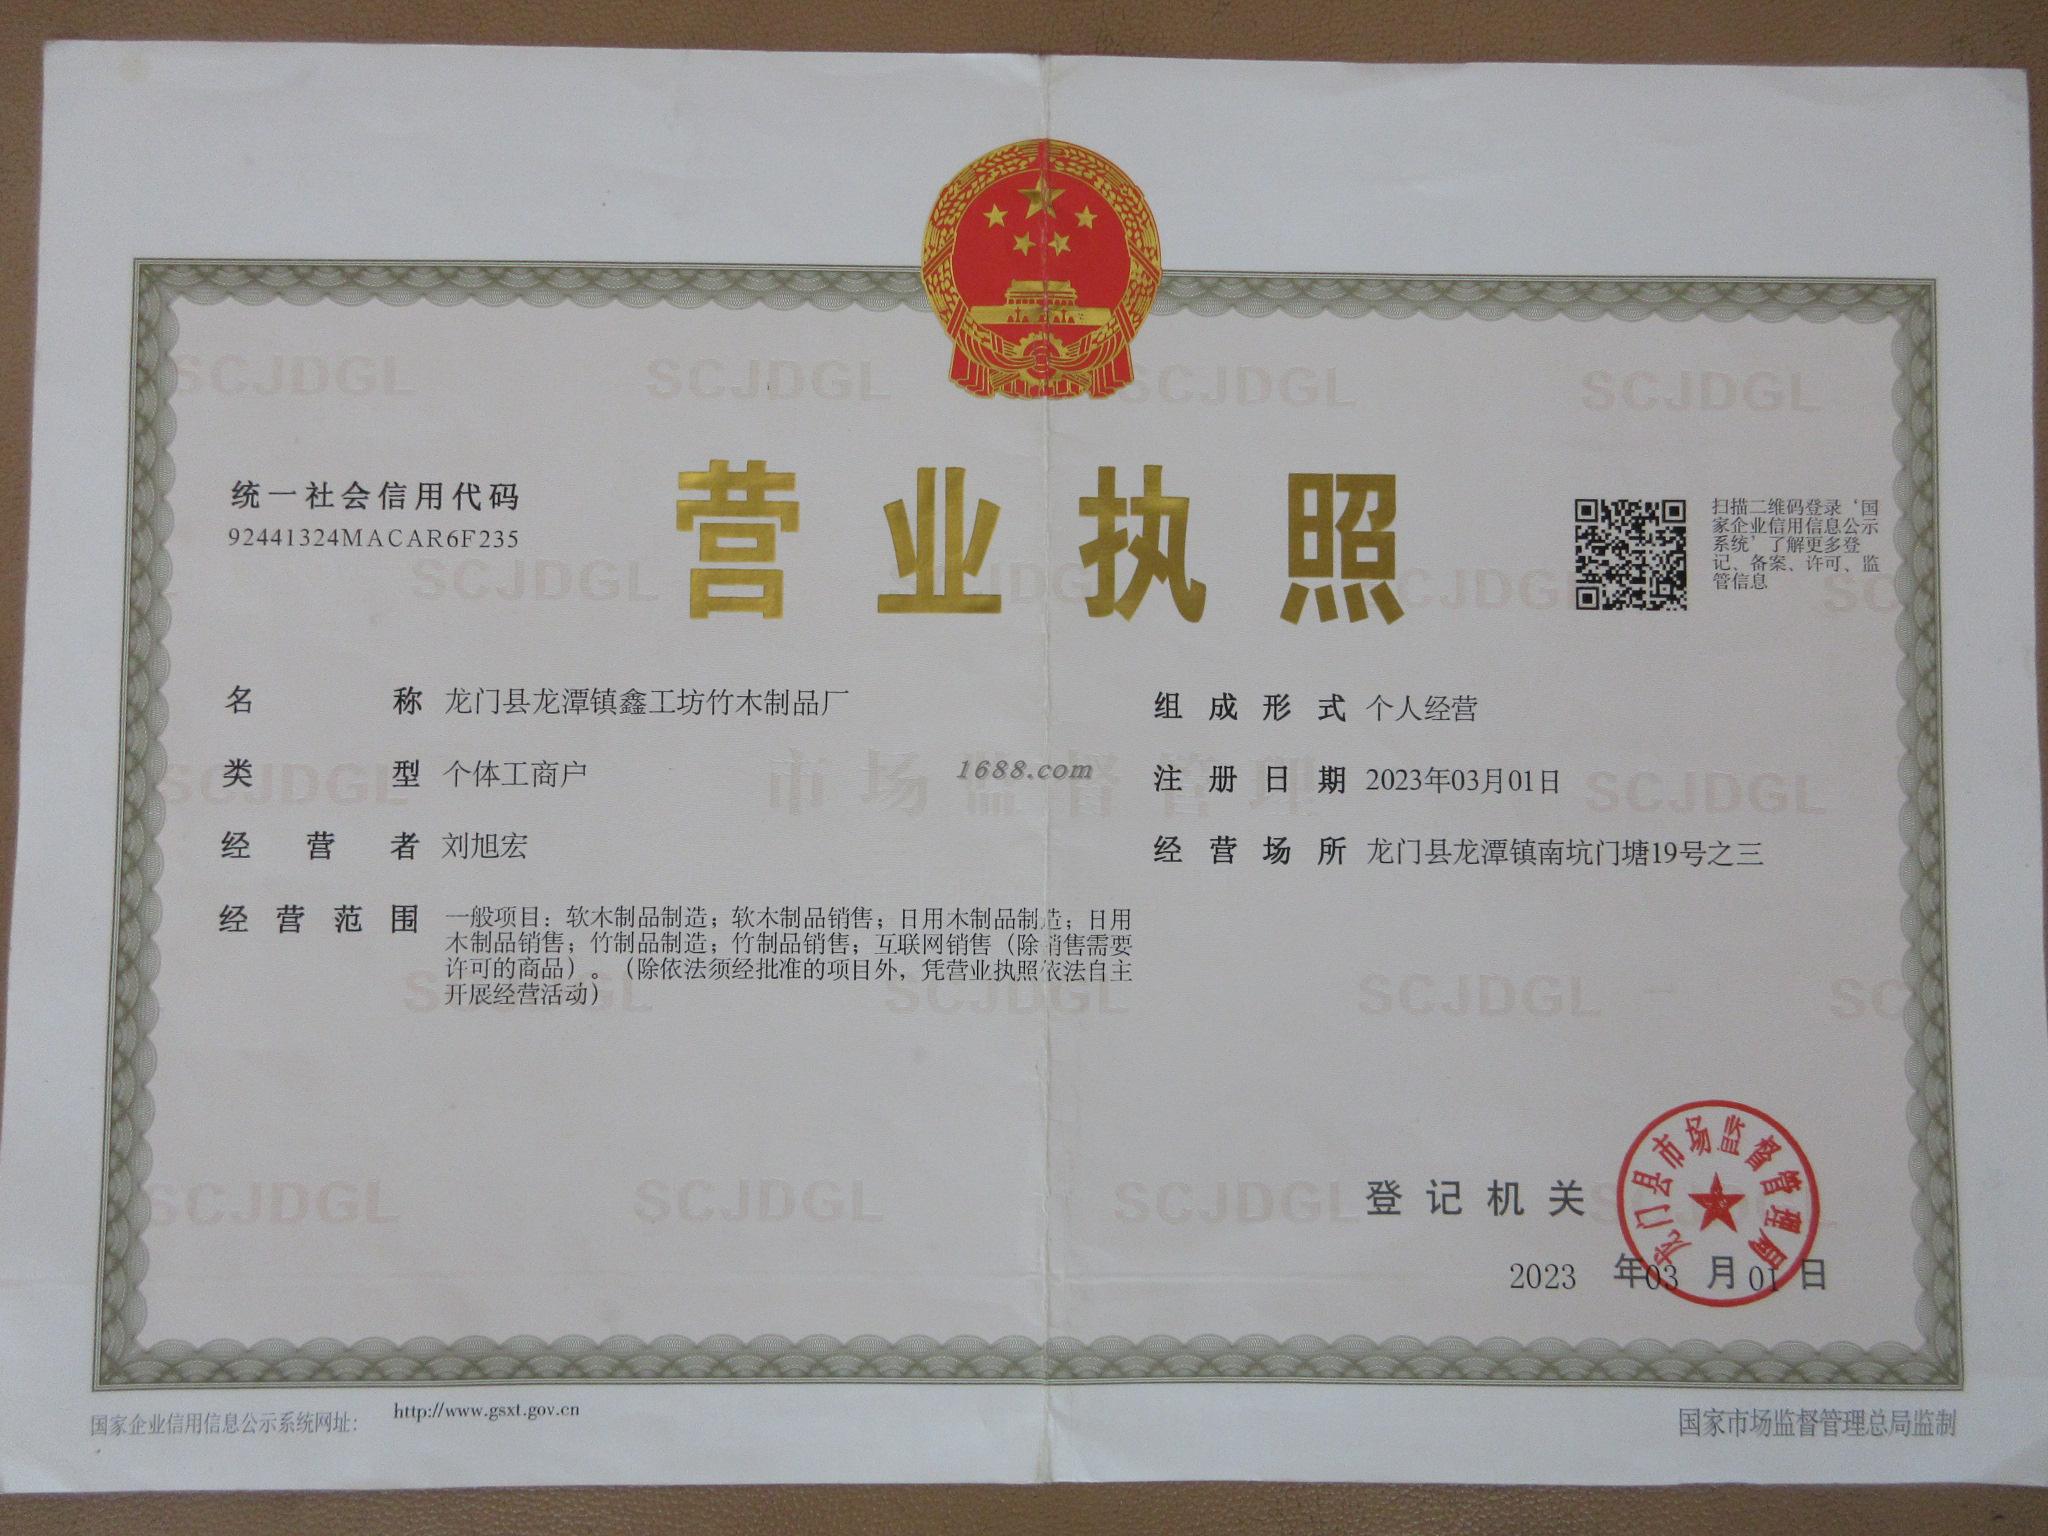 营业执照
统一社会信用代码
92441324MACAR6F235
扫描二维码登录‘国
家企业信用信息公示
系统’了解更多登
记、备案、许可、监
管信息
名称 龙门县龙潭镇鑫工坊竹木制品厂
类型 个体工商户
经营者 刘旭宏
经营范围 一般项目：软木制品制造；软木制品销售；日用木制品制造；日用
木制品销售；竹制品制造；竹制品销售；互联网销售（除销售需要
许可的商品）。（除依法须经批准的项目外，凭营业执照依法自主
开展经营活动）
组成形式 个人经营
注册日期 2023年03月01日
经营场所 龙门县龙潭镇南坑门塘19号之三
1688.com
市场监督管理
SCJDGL
登记机关
龙门县市场监督管理局
2023 年 03 月 01 日
国家企业信用信息公示系统网址： http://www.gsxt.gov.cn
国家市场监督管理总局监制